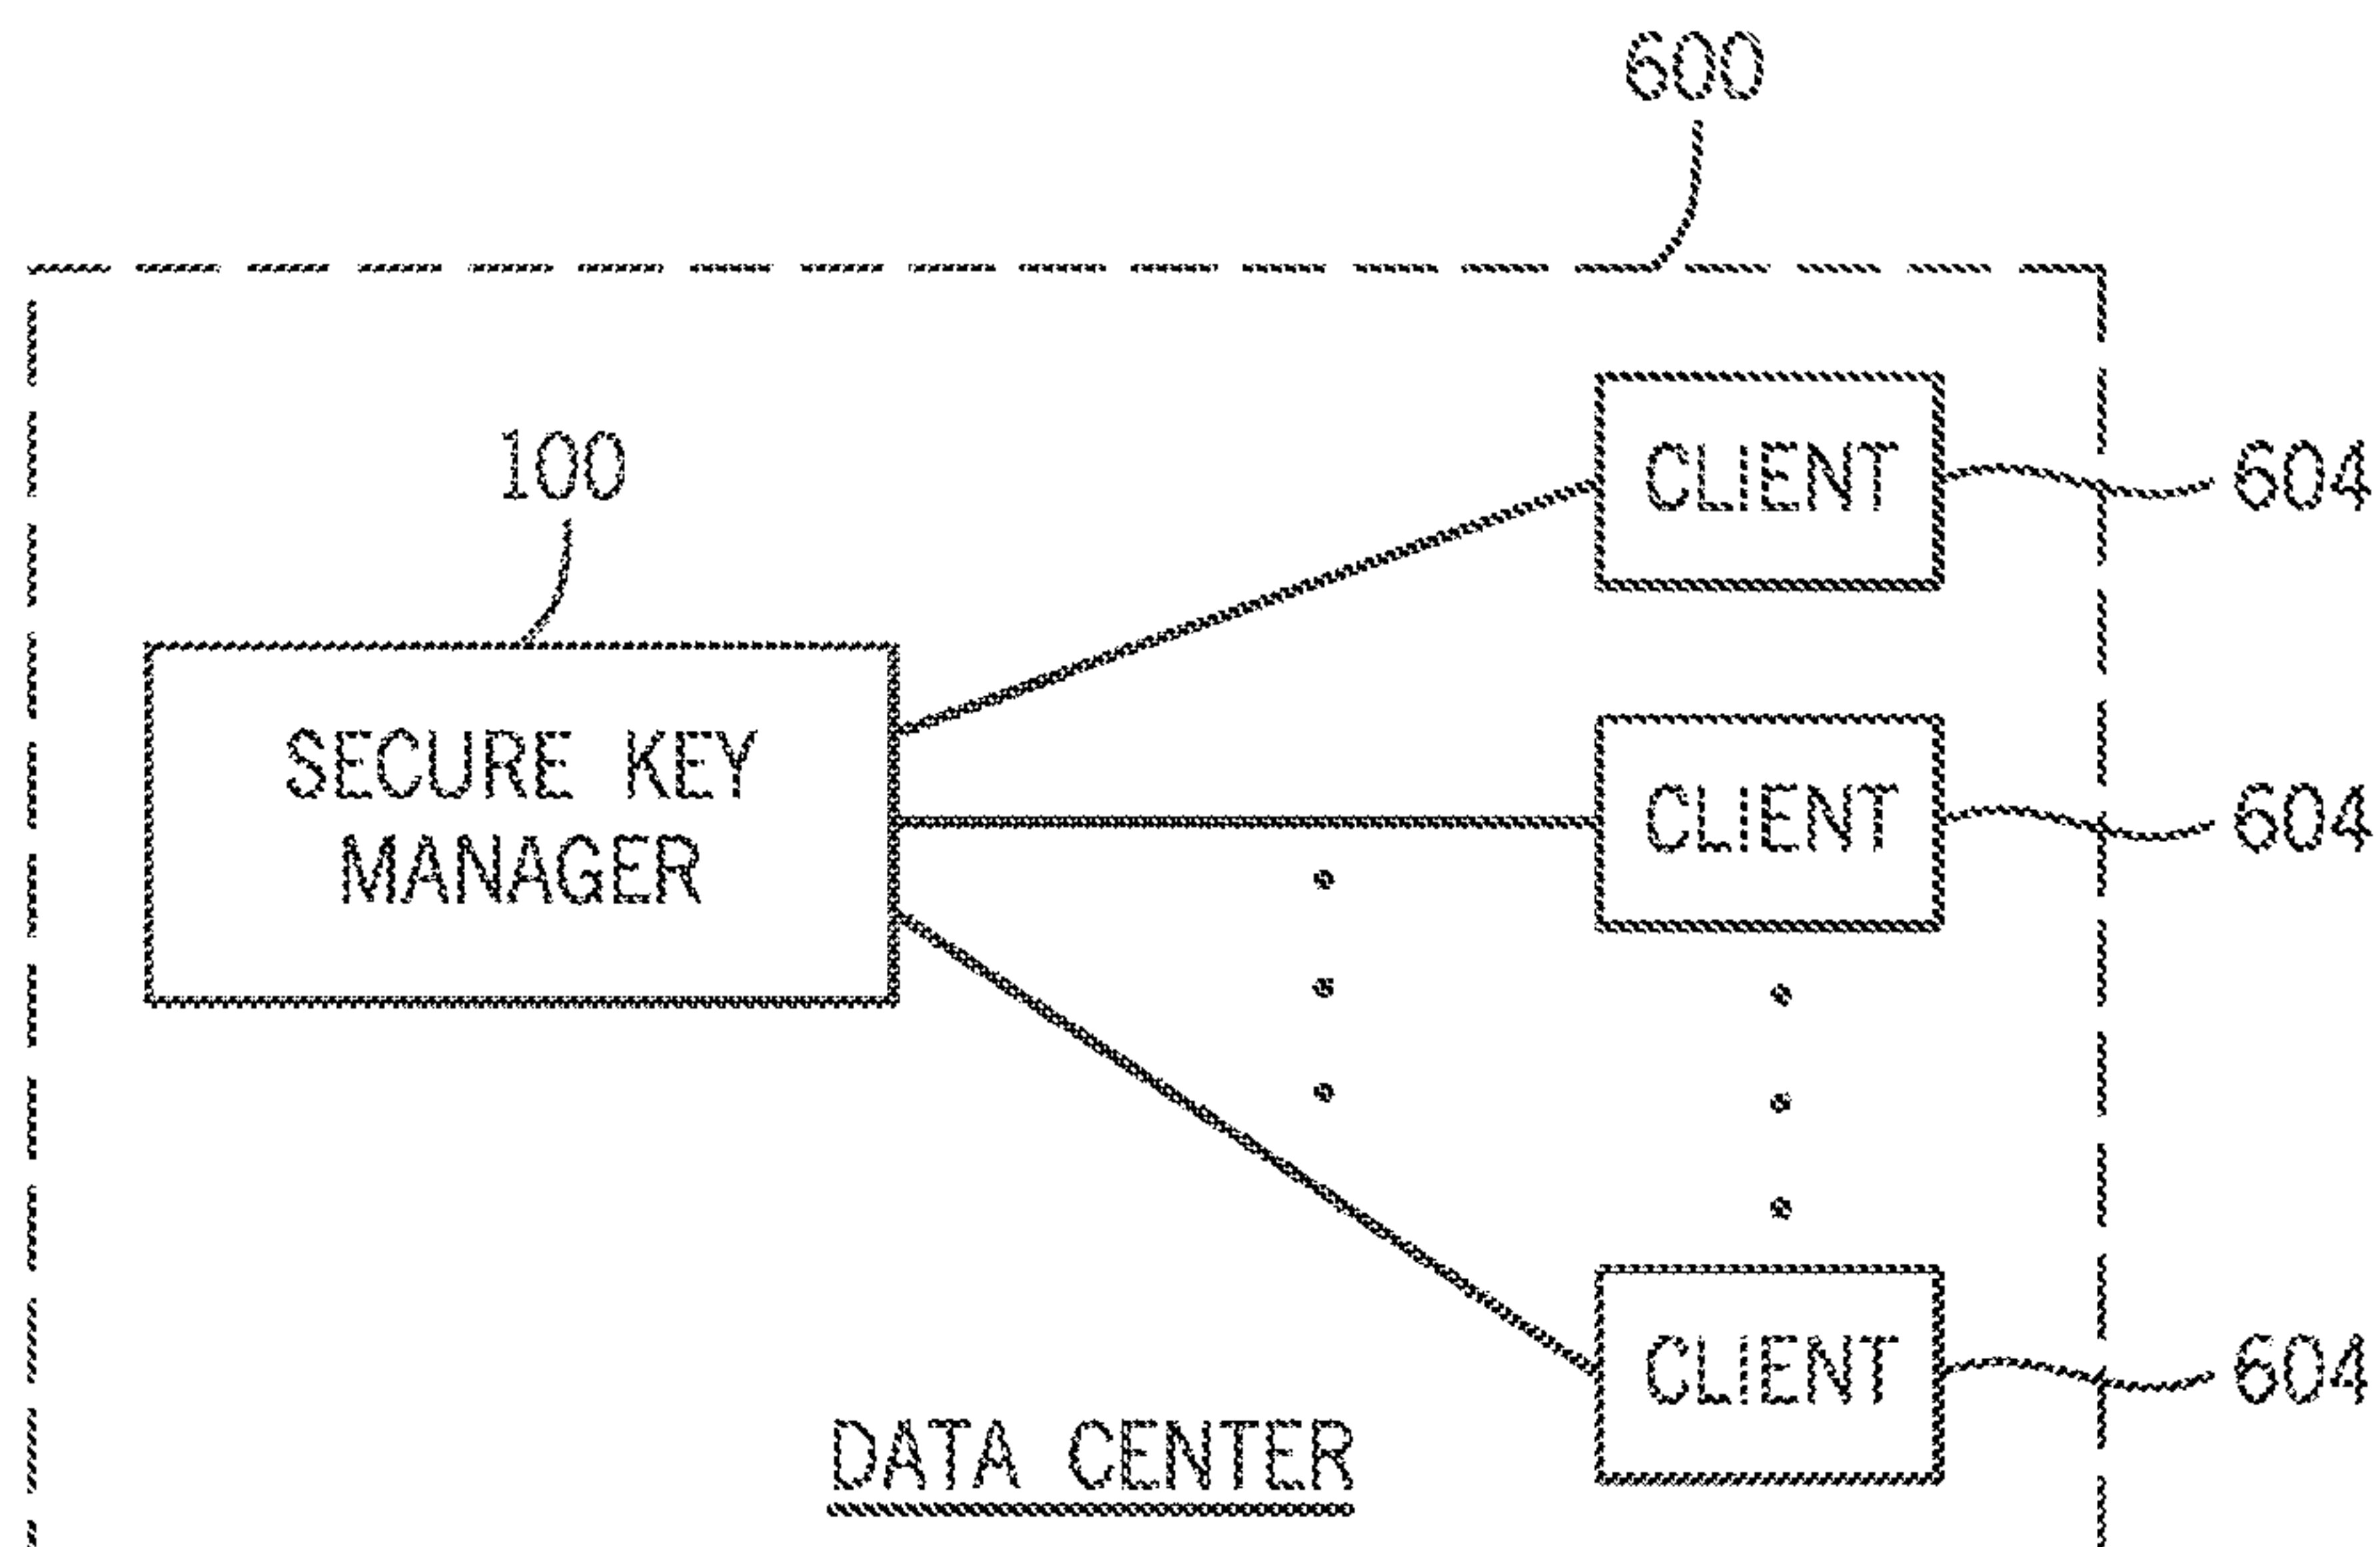 600
100
CLIENT 604
SECURE KEY
MANAGER
CLIENT 604
CLIENT 604
DATA CENTER